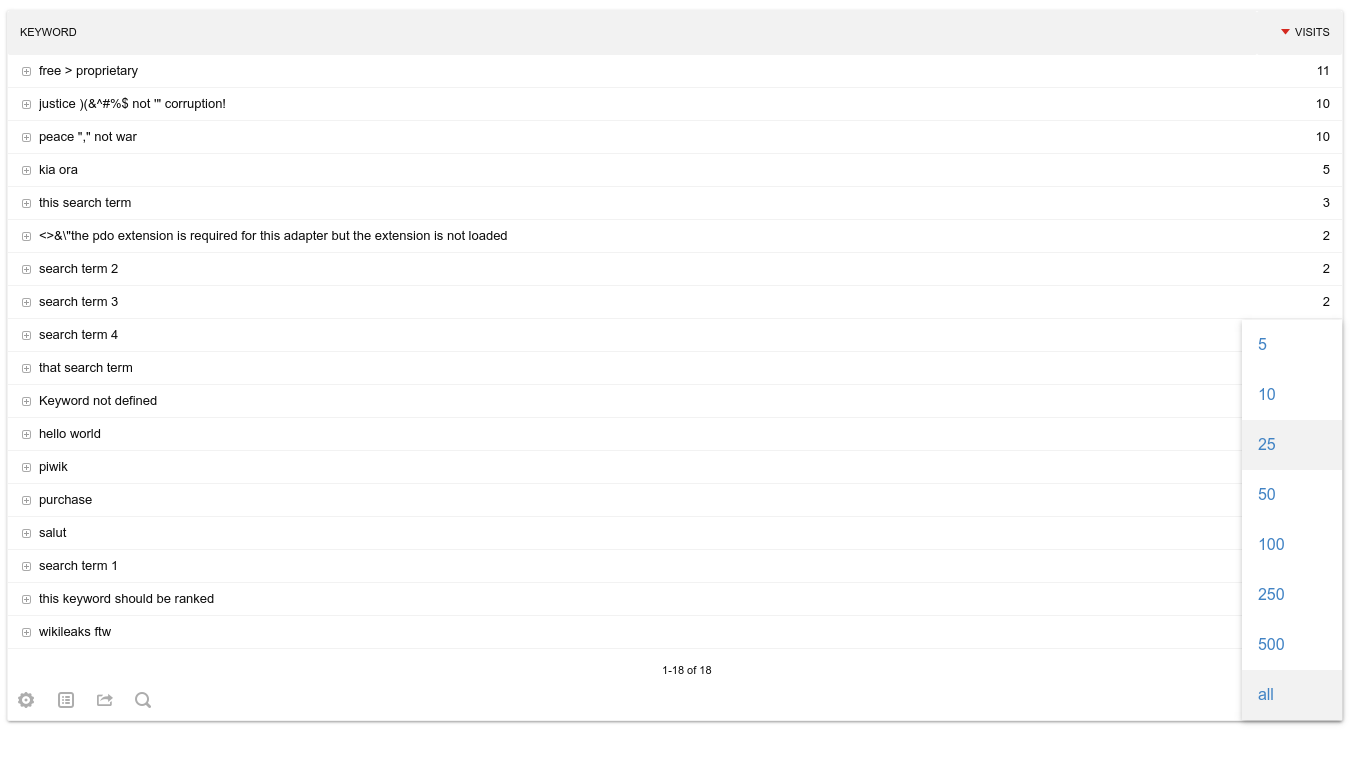 KEYWORD VISITS
free > proprietary 11
justice )(&^#%$ not '" corruption! 10
peace "," not war 10
kia ora 5
this search term 3
<>&\"the pdo extension is required for this adapter but the extension is not loaded 2
search term 2 2
search term 3 2
search term 4
5
that search term
10
Keyword not defined
hello world
25
piwik
purchase
50
salut
100
search term 1
this keyword should be ranked
250
wikileaks ftw
500
1-18 of 18
all